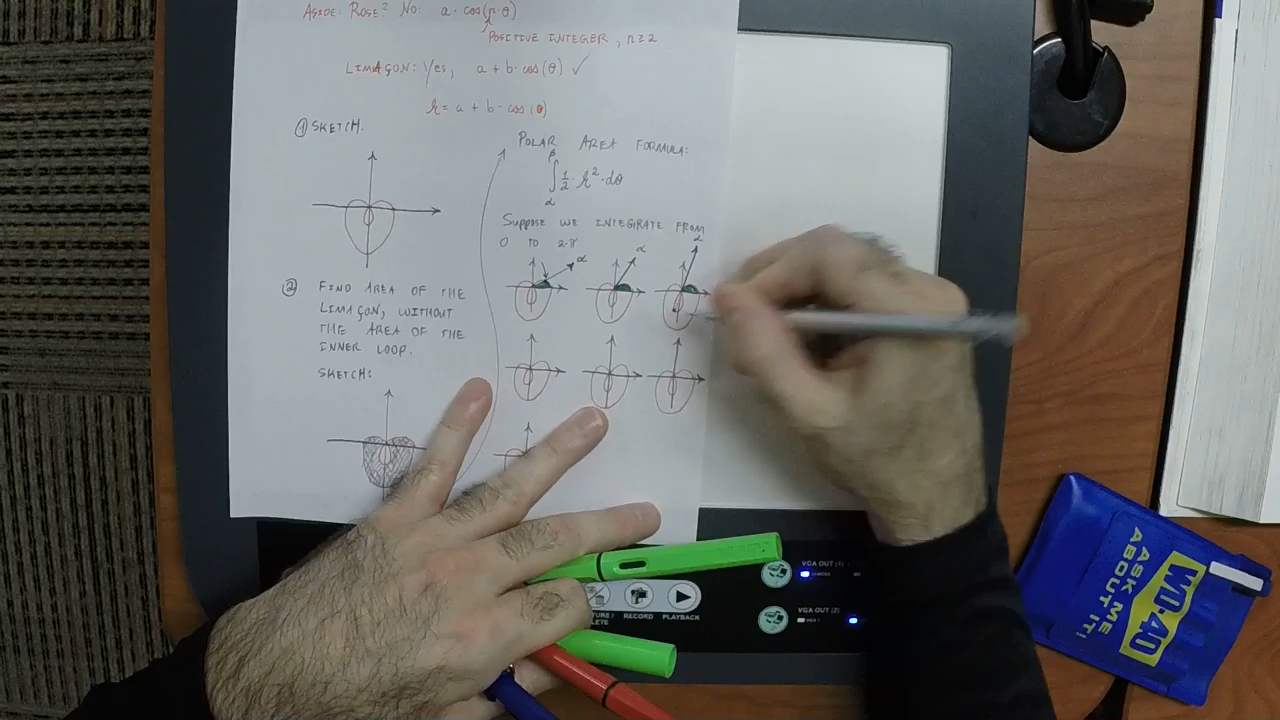 ASIDE: ROSE? NO: a · cos(n·θ)
POSITIVE INTEGER, n≥2
LIMAÇON: Yes, a + b · cos(θ) ✓
r = a + b · cos(θ)
① SKETCH.
② FIND AREA OF THE
LIMAÇON, WITHOUT
THE AREA OF THE
INNER LOOP.
SKETCH:
POLAR AREA FORMULA:
β
∫ 1/2 · r² · dθ
α
SUPPOSE WE INTEGRATE FROM
0 TO 2·π
α
α
α
VGA OUT (1)
RECORD
PLAYBACK
VGA OUT (2)
WD-40
ASK ME
ABOUT IT!